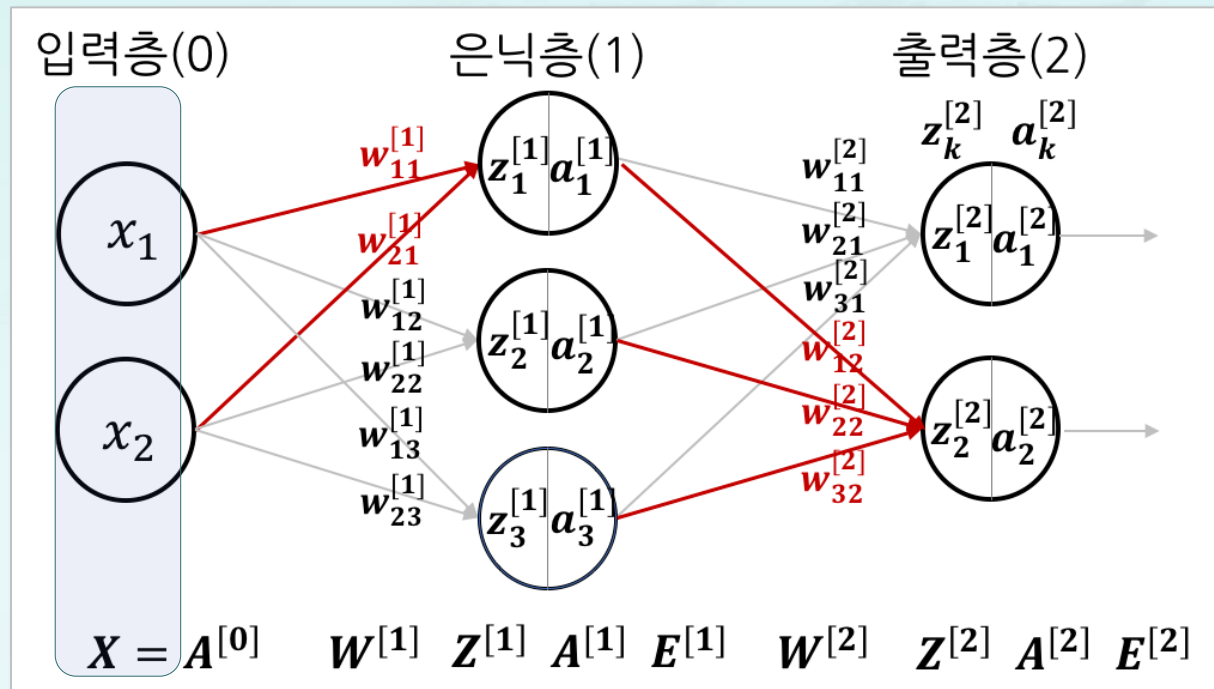 입력층(0) 은닉층(1) 출력층(2)
z_k^[2] a_k^[2]
w_11^[1]
w_21^[1]
w_12^[1]
w_22^[1]
w_13^[1]
w_23^[1]
x_1
x_2
z_1^[1] a_1^[1]
z_2^[1] a_2^[1]
z_3^[1] a_3^[1]
w_11^[2]
w_21^[2]
w_31^[2]
w_12^[2]
w_22^[2]
w_32^[2]
z_1^[2] a_1^[2]
z_2^[2] a_2^[2]
X = A^[0] W^[1] Z^[1] A^[1] E^[1] W^[2] Z^[2] A^[2] E^[2]